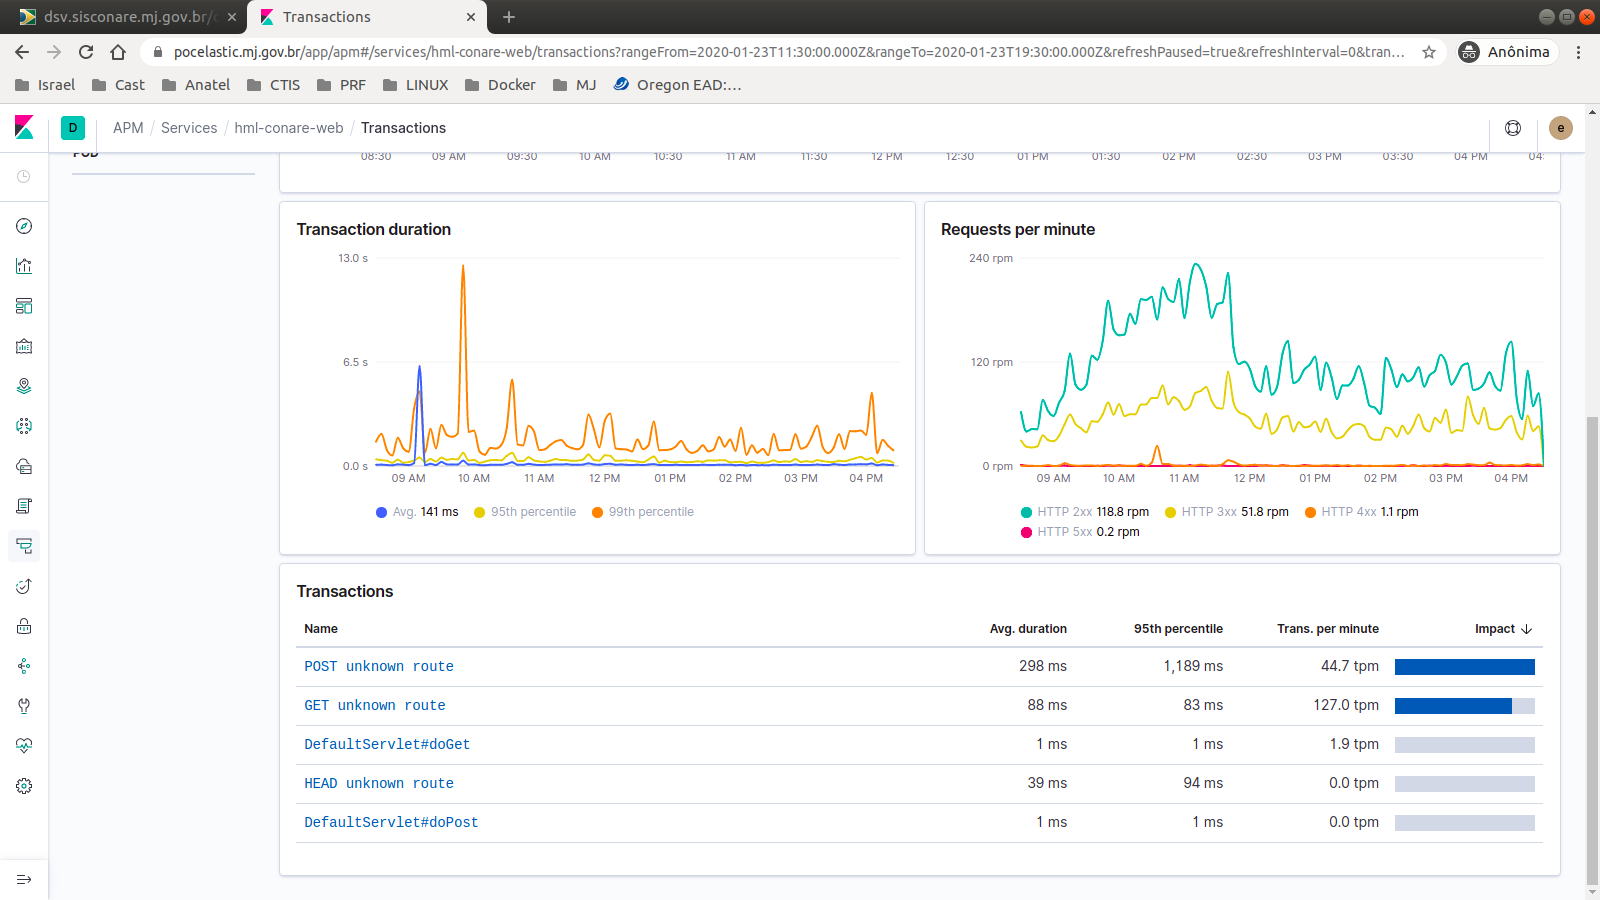 dsv.sisconare.mj.gov.br/
Transactions
pocelastic.mj.gov.br/app/apm#/services/hml-conare-web/transactions?rangeFrom=2020-01-23T11:30:00.000Z&rangeTo=2020-01-23T19:30:00.000Z&refreshPaused=true&refreshInterval=0&tran…
Anônima
Israel Cast Anatel CTIS PRF LINUX Docker MJ Oregon EAD:…
D APM / Services / hml-conare-web / Transactions e
POD
08:30 09 AM 09:30 10 AM 10:30 11 AM 11:30 12 PM 12:30 01 PM 01:30 02 PM 02:30 03 PM 03:30 04 PM 04:
Transaction duration
13.0 s
6.5 s
0.0 s
09 AM 10 AM 11 AM 12 PM 01 PM 02 PM 03 PM 04 PM
Avg. 141 ms 95th percentile 99th percentile
Requests per minute
240 rpm
120 rpm
0 rpm
09 AM 10 AM 11 AM 12 PM 01 PM 02 PM 03 PM 04 PM
HTTP 2xx 118.8 rpm HTTP 3xx 51.8 rpm HTTP 4xx 1.1 rpm
HTTP 5xx 0.2 rpm
Transactions
Name Avg. duration 95th percentile Trans. per minute Impact
POST unknown route 298 ms 1,189 ms 44.7 tpm
GET unknown route 88 ms 83 ms 127.0 tpm
DefaultServlet#doGet 1 ms 1 ms 1.9 tpm
HEAD unknown route 39 ms 94 ms 0.0 tpm
DefaultServlet#doPost 1 ms 1 ms 0.0 tpm